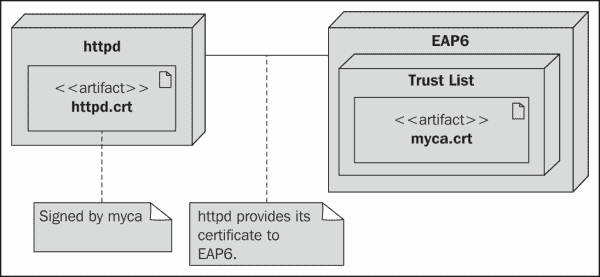 httpd
<<artifact>>
httpd.crt
EAP6
Trust List
<<artifact>>
myca.crt
Signed by myca
httpd provides its
certificate to
EAP6.